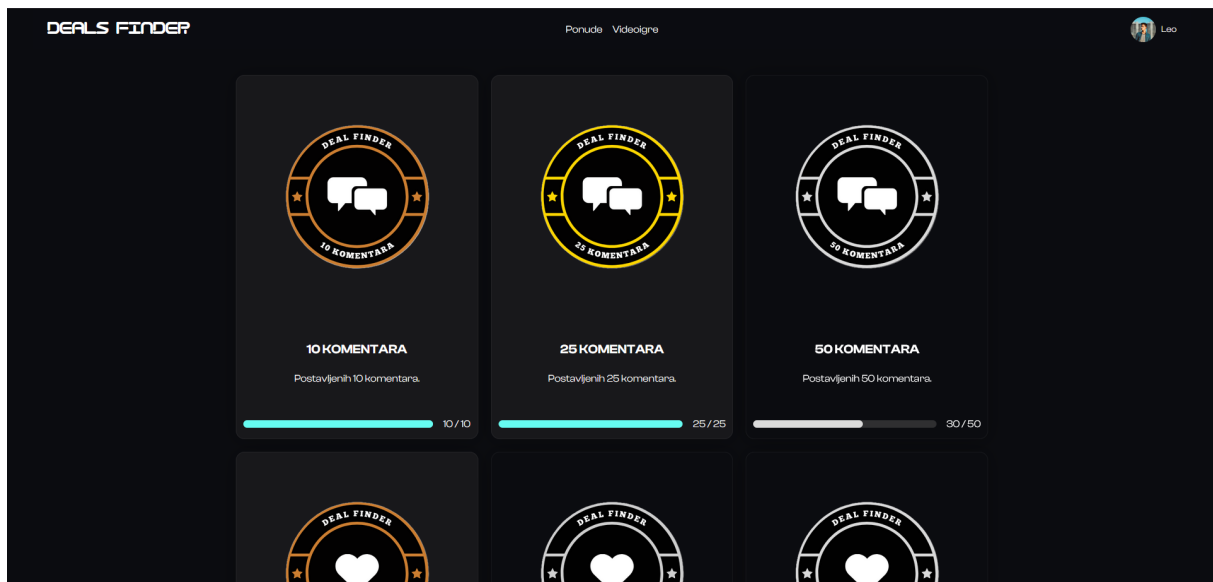 DEALS FINDER
Ponude Videoigre
Leo
DEAL FINDER
10 KOMENTARA
10 KOMENTARA
Postavljenih 10 komentara.
10/10
DEAL FINDER
25 KOMENTARA
25 KOMENTARA
Postavljenih 25 komentara.
25/25
DEAL FINDER
50 KOMENTARA
50 KOMENTARA
Postavljenih 50 komentara.
30/50
DEAL FINDER
DEAL FINDER
DEAL FINDER